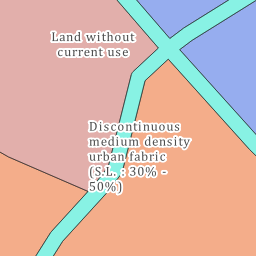 Land without
current use
Discontinuous
medium density
urban fabric
(S.L. : 30% -
50%)